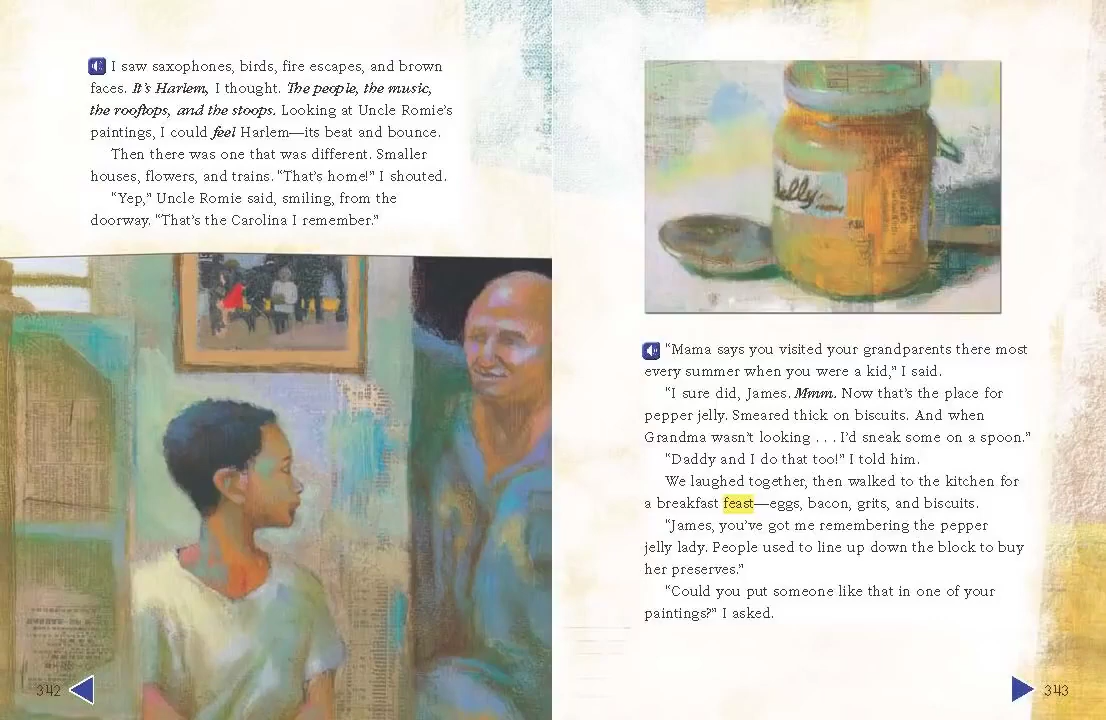 I saw saxophones, birds, fire escapes, and brown
faces. It's Harlem, I thought. The people, the music,
the rooftops, and the stoops. Looking at Uncle Romie's
paintings, I could feel Harlem—its beat and bounce.
Then there was one that was different. Smaller
houses, flowers, and trains. “That's home!” I shouted.
“Yep,” Uncle Romie said, smiling, from the
doorway. “That's the Carolina I remember.”
342
Jelly
“Mama says you visited your grandparents there most
every summer when you were a kid,” I said.
“I sure did, James. Mmm. Now that's the place for
pepper jelly. Smeared thick on biscuits. And when
Grandma wasn't looking . . . I'd sneak some on a spoon.”
“Daddy and I do that too!” I told him.
We laughed together, then walked to the kitchen for
a breakfast feast—eggs, bacon, grits, and biscuits.
“James, you've got me remembering the pepper
jelly lady. People used to line up down the block to buy
her preserves.”
“Could you put someone like that in one of your
paintings?” I asked.
343